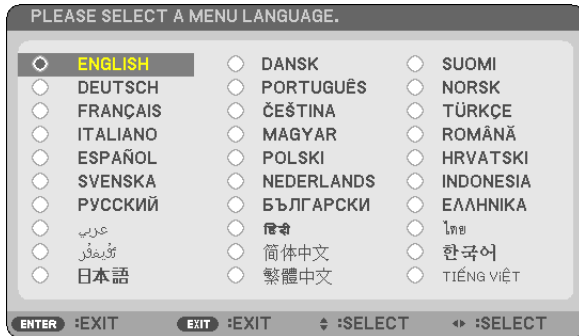 PLEASE SELECT A MENU LANGUAGE.
ENGLISH DANSK SUOMI
DEUTSCH PORTUGUÊS NORSK
FRANÇAIS ČEŠTINA TÜRKÇE
ITALIANO MAGYAR ROMÂNĂ
ESPAÑOL POLSKI HRVATSKI
SVENSKA NEDERLANDS INDONESIA
РУССКИЙ БЪЛГАРСКИ ΕΛΛΗΝΙΚΑ
عربي हिंदी ไทย
简体中文 한국어
日本語 繁體中文 TIẾNG VIỆT
ENTER :EXIT EXIT :EXIT :SELECT :SELECT